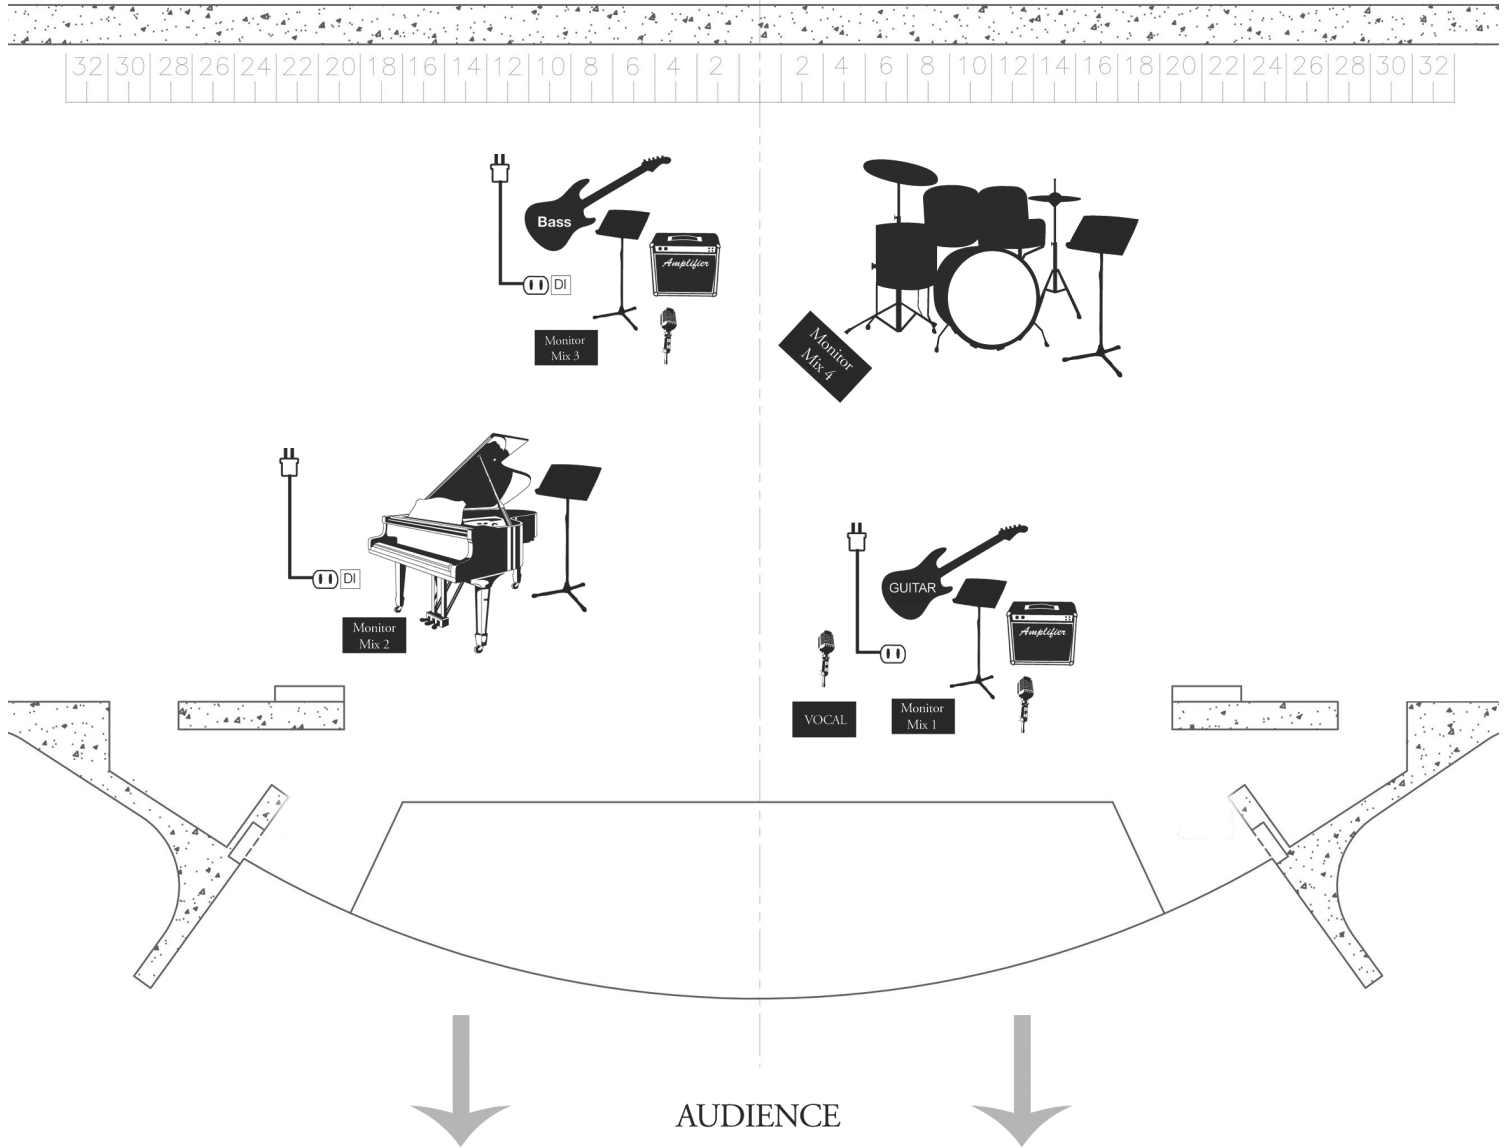 32 30 28 26 24 22 20 18 16 14 12 10 8 6 4 2 2 4 6 8 10 12 14 16 18 20 22 24 26 28 30 32
Bass
Amplifier
DI
Monitor
Mix 3
Monitor
Mix 4
DI
Monitor
Mix 2
GUITAR
Amplifier
VOCAL
Monitor
Mix 1
AUDIENCE